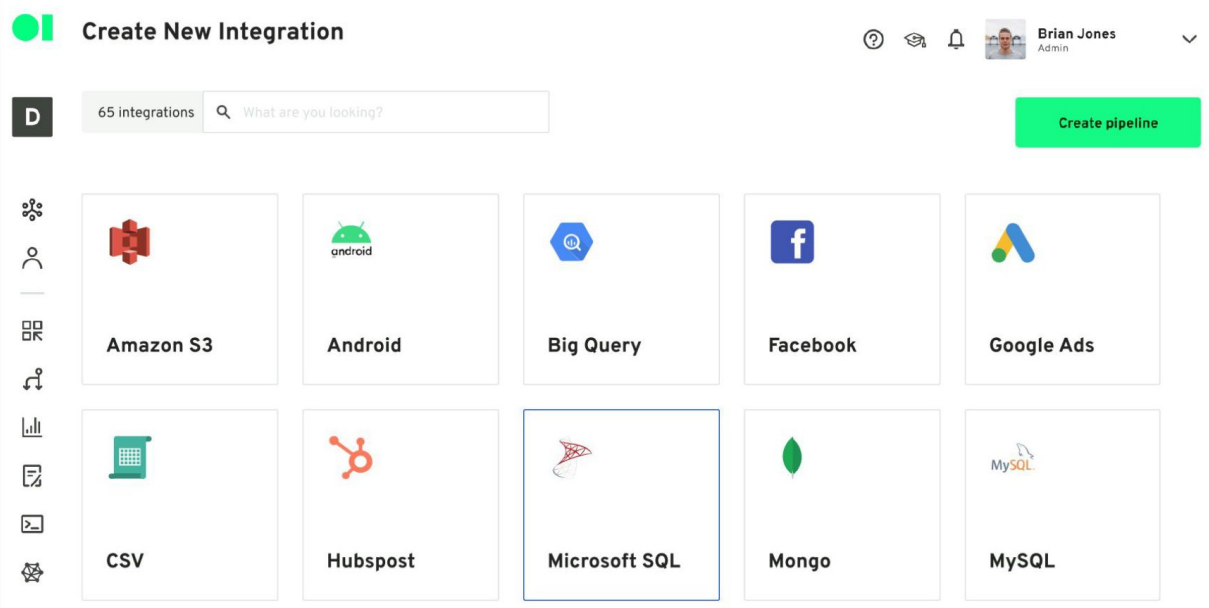 Create New Integration
Brian Jones
Admin
D
65 integrations
What are you looking?
Create pipeline
android
Amazon S3
Android
Big Query
Facebook
Google Ads
MySQL
CSV
Hubspost
Microsoft SQL
Mongo
MySQL